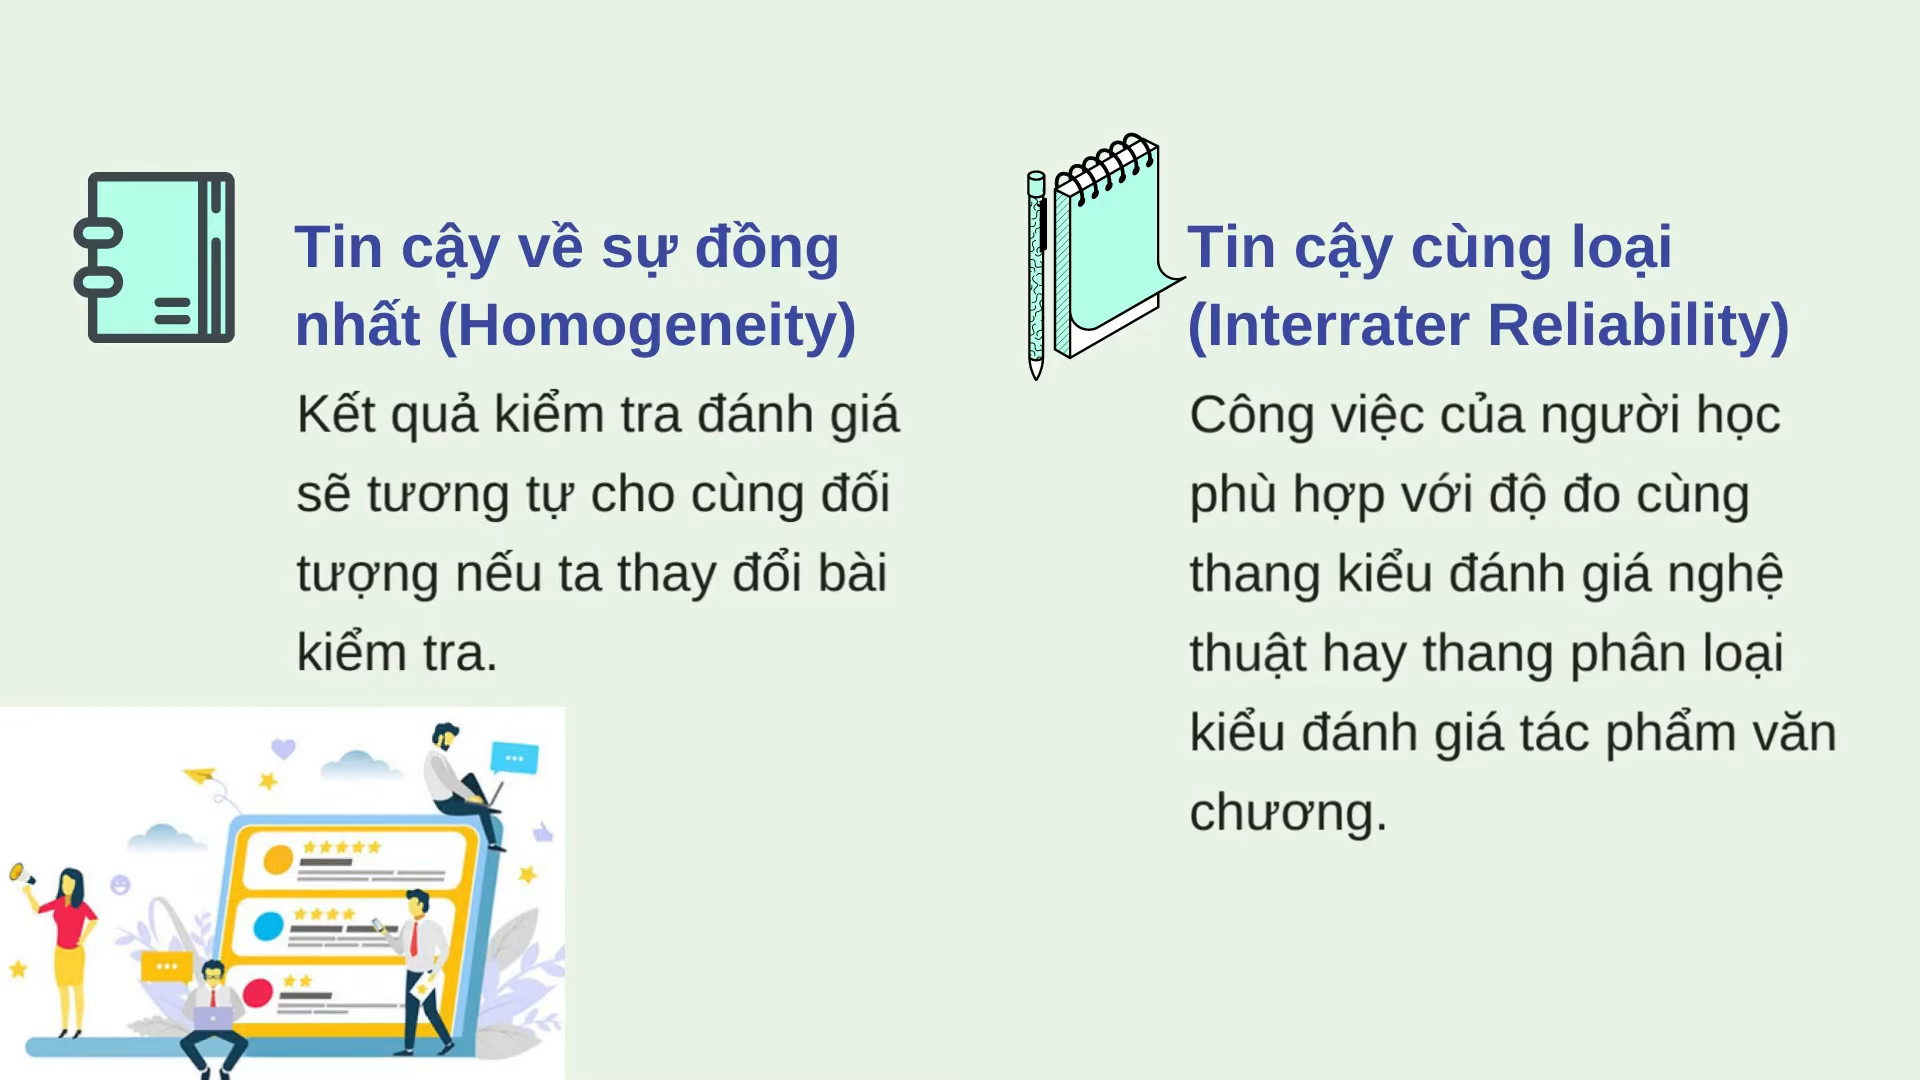 Tin cậy về sự đồng
nhất (Homogeneity)
Kết quả kiểm tra đánh giá
sẽ tương tự cho cùng đối
tượng nếu ta thay đổi bài
kiểm tra.
Tin cậy cùng loại
(Interrater Reliability)
Công việc của người học
phù hợp với độ đo cùng
thang kiểu đánh giá nghệ
thuật hay thang phân loại
kiểu đánh giá tác phẩm văn
chương.